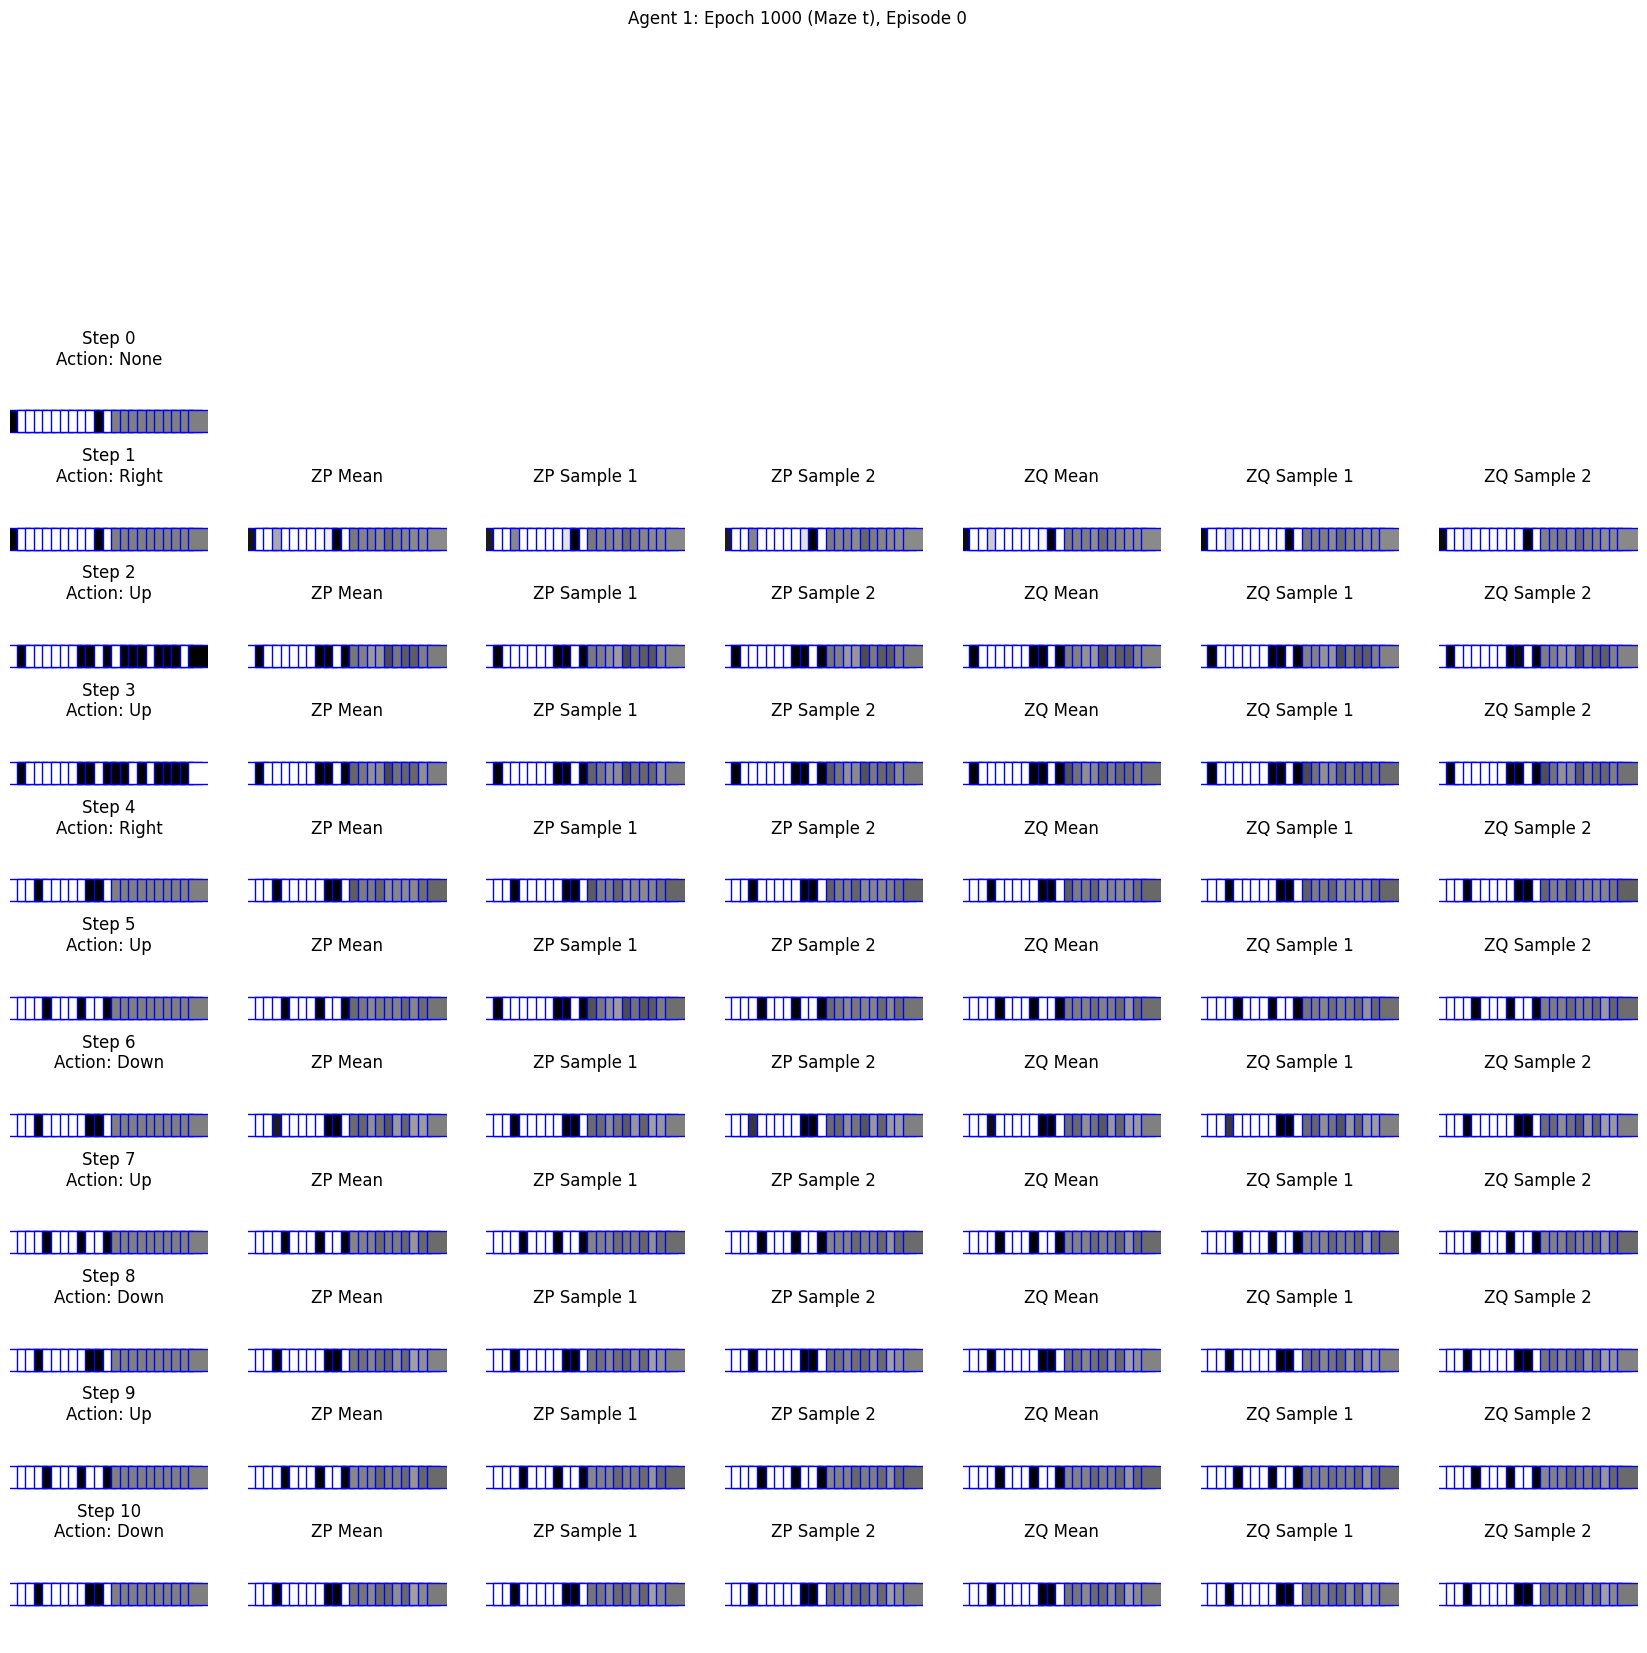 Agent 1: Epoch 1000 (Maze t), Episode 0
Step 0
Action: None
Step 1
Action: Right
ZP Mean
ZP Sample 1
ZP Sample 2
ZQ Mean
ZQ Sample 1
ZQ Sample 2
Step 2
Action: Up
ZP Mean
ZP Sample 1
ZP Sample 2
ZQ Mean
ZQ Sample 1
ZQ Sample 2
Step 3
Action: Up
ZP Mean
ZP Sample 1
ZP Sample 2
ZQ Mean
ZQ Sample 1
ZQ Sample 2
Step 4
Action: Right
ZP Mean
ZP Sample 1
ZP Sample 2
ZQ Mean
ZQ Sample 1
ZQ Sample 2
Step 5
Action: Up
ZP Mean
ZP Sample 1
ZP Sample 2
ZQ Mean
ZQ Sample 1
ZQ Sample 2
Step 6
Action: Down
ZP Mean
ZP Sample 1
ZP Sample 2
ZQ Mean
ZQ Sample 1
ZQ Sample 2
Step 7
Action: Up
ZP Mean
ZP Sample 1
ZP Sample 2
ZQ Mean
ZQ Sample 1
ZQ Sample 2
Step 8
Action: Down
ZP Mean
ZP Sample 1
ZP Sample 2
ZQ Mean
ZQ Sample 1
ZQ Sample 2
Step 9
Action: Up
ZP Mean
ZP Sample 1
ZP Sample 2
ZQ Mean
ZQ Sample 1
ZQ Sample 2
Step 10
Action: Down
ZP Mean
ZP Sample 1
ZP Sample 2
ZQ Mean
ZQ Sample 1
ZQ Sample 2